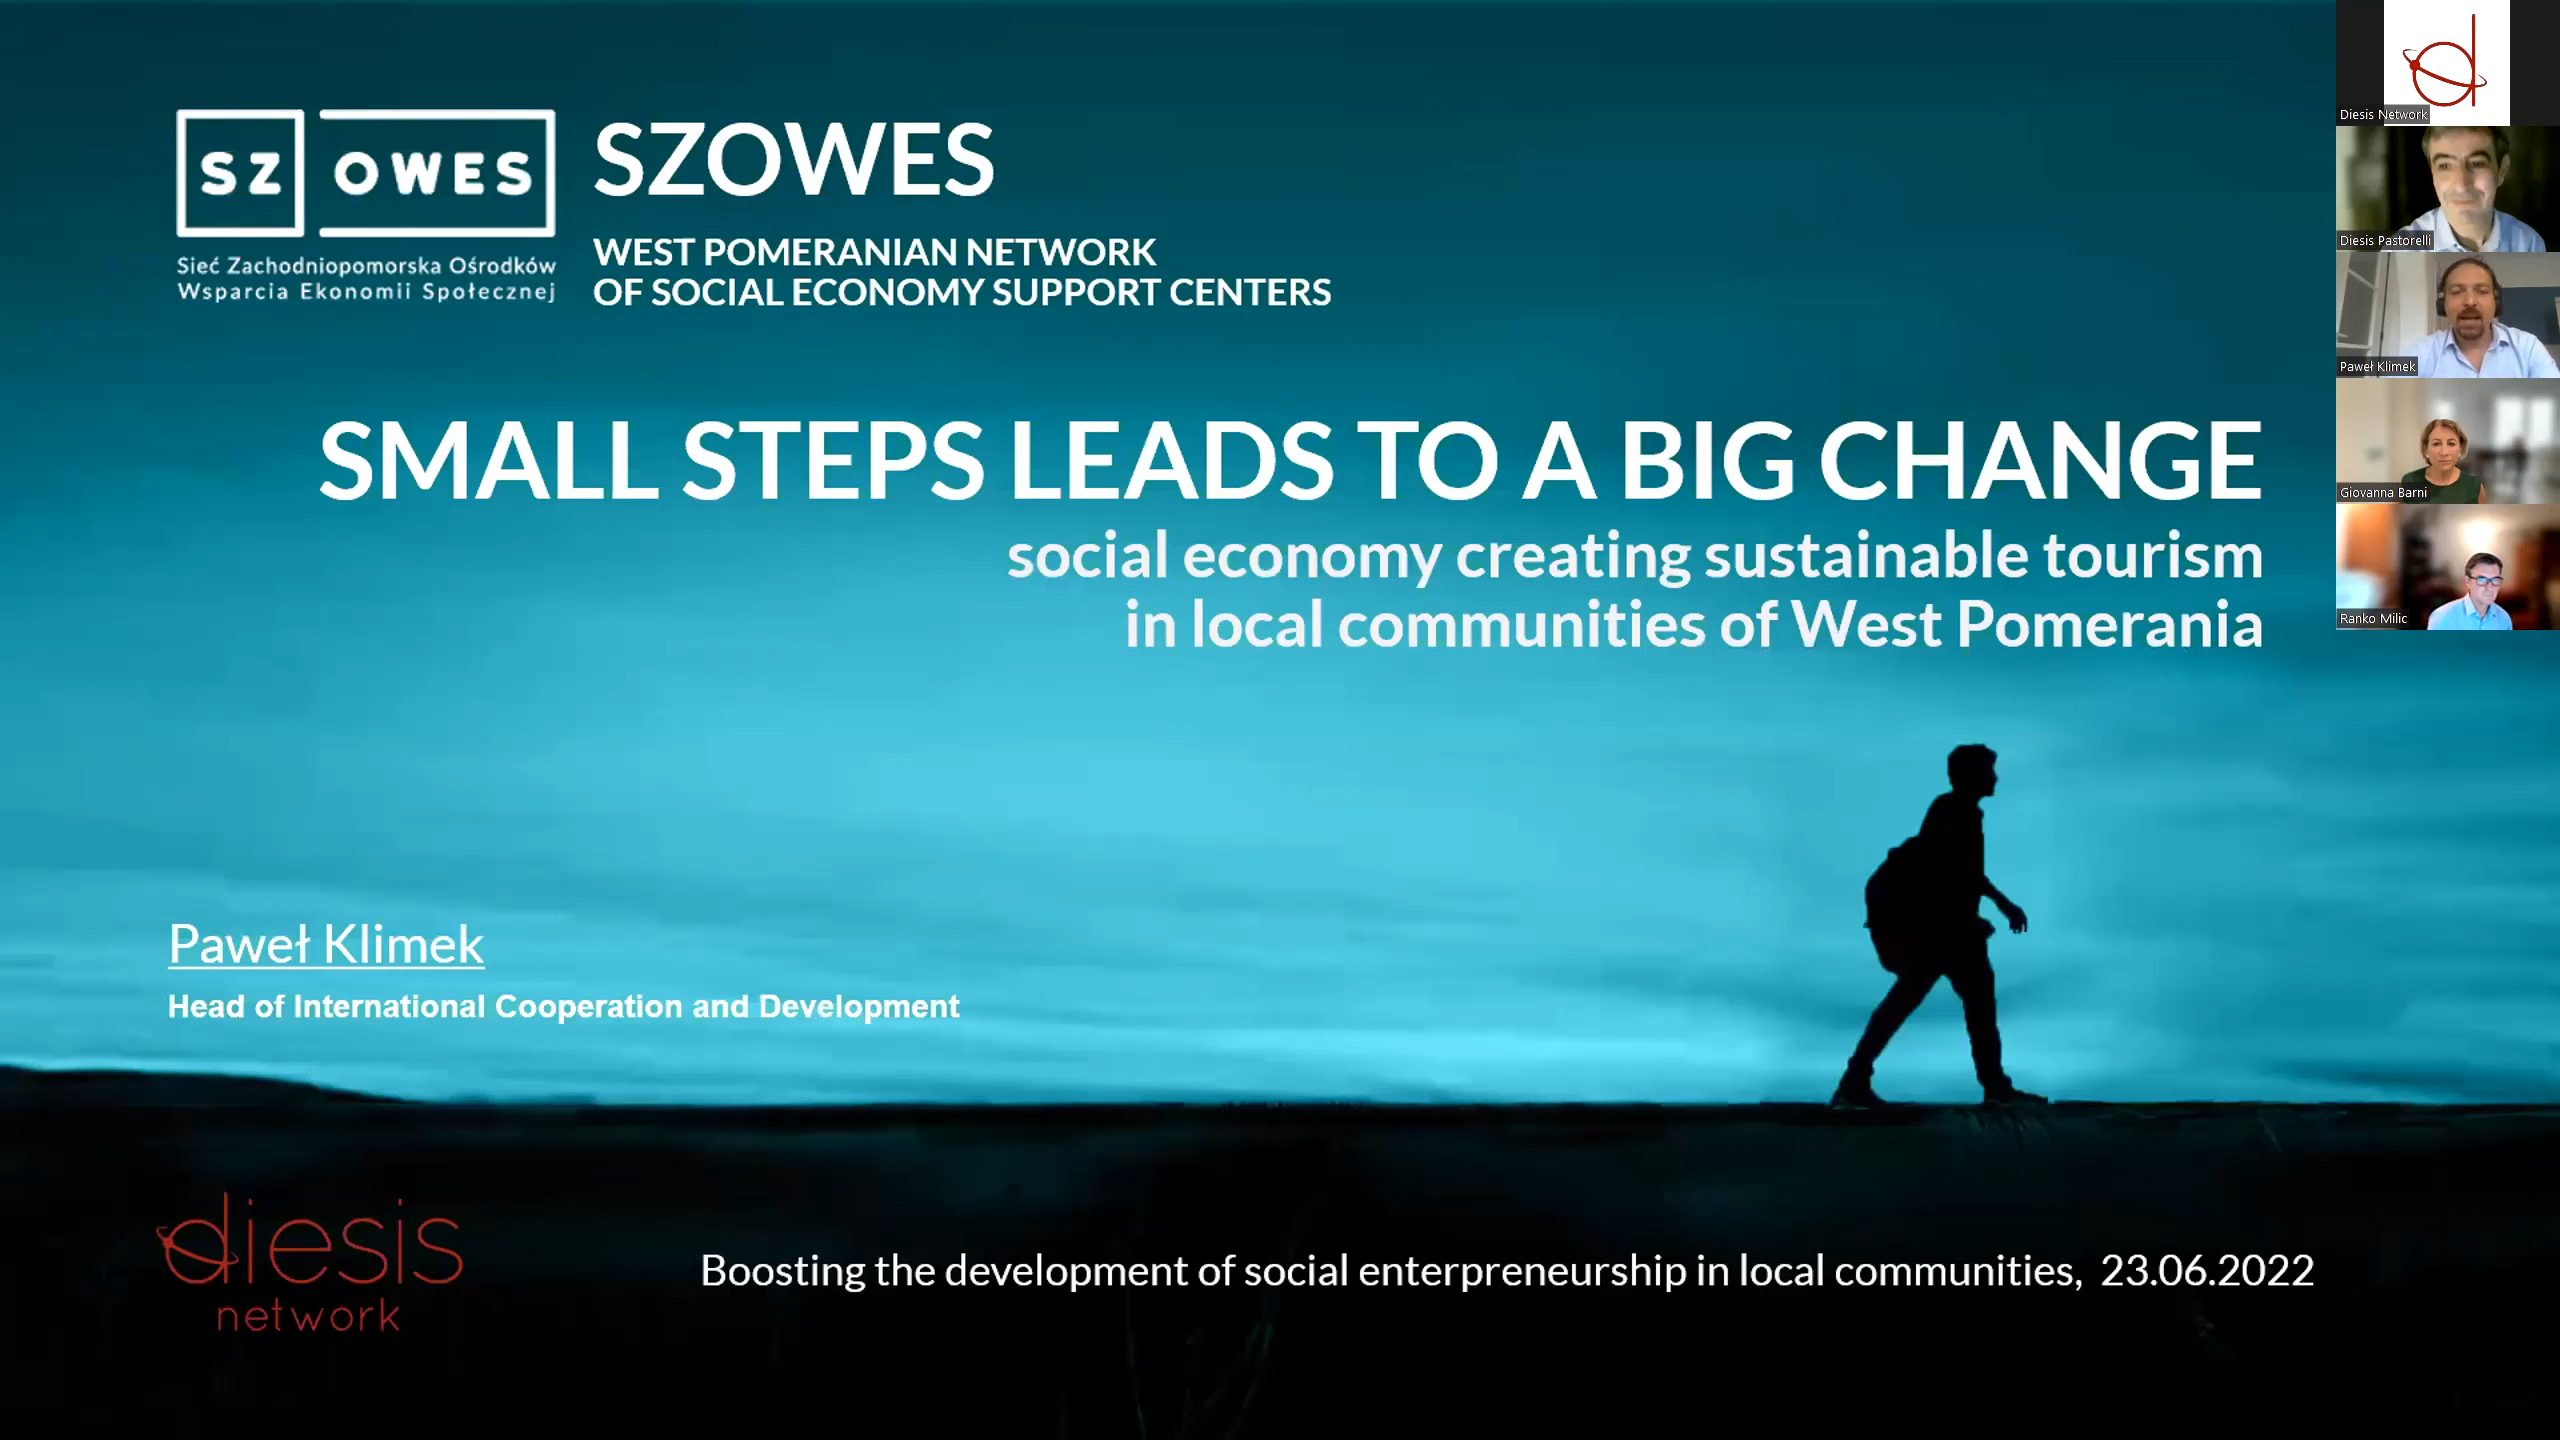 SZ OWES
Sieć Zachodniopomorska Ośrodków
Wsparcia Ekonomii Społecznej
SZOWES
WEST POMERANIAN NETWORK
OF SOCIAL ECONOMY SUPPORT CENTERS
SMALL STEPS LEADS TO A BIG CHANGE
social economy creating sustainable tourism
in local communities of West Pomerania
Paweł Klimek
Head of International Cooperation and Development
diesis
network
Boosting the development of social enterpreneurship in local communities, 23.06.2022
Diesis Network
Diesis Pastorelli
Paweł Klimek
Giovanna Barni
Ranko Milic